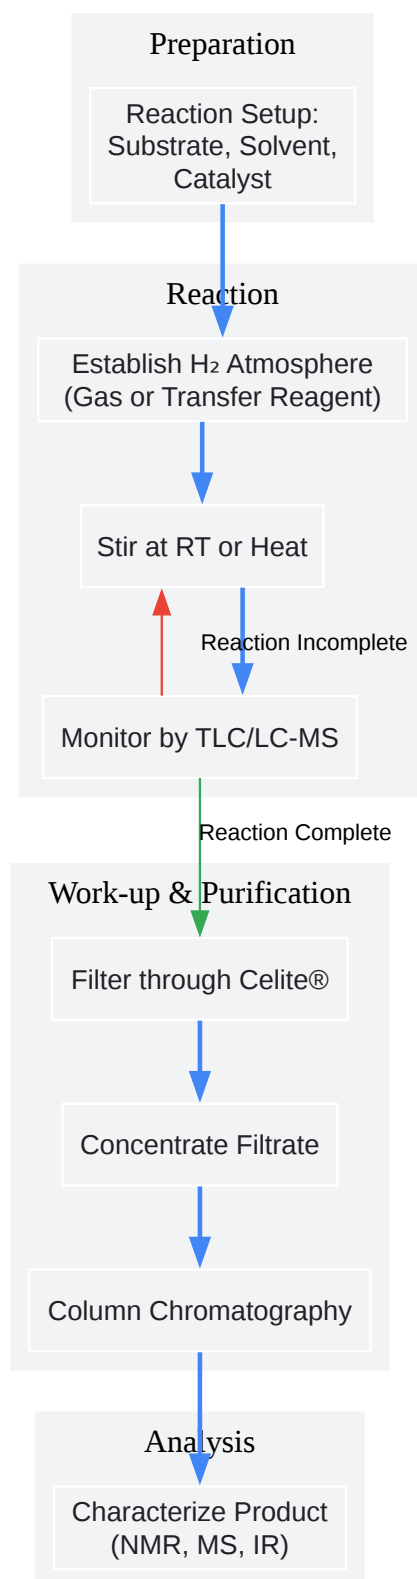 Preparation
Reaction Setup:
Substrate, Solvent,
Catalyst
Reaction
Establish H₂ Atmosphere
(Gas or Transfer Reagent)
Stir at RT or Heat
Reaction Incomplete
Monitor by TLC/LC-MS
Reaction Complete
Work-up & Purification
Filter through Celite®
Concentrate Filtrate
Column Chromatography
Analysis
Characterize Product
(NMR, MS, IR)